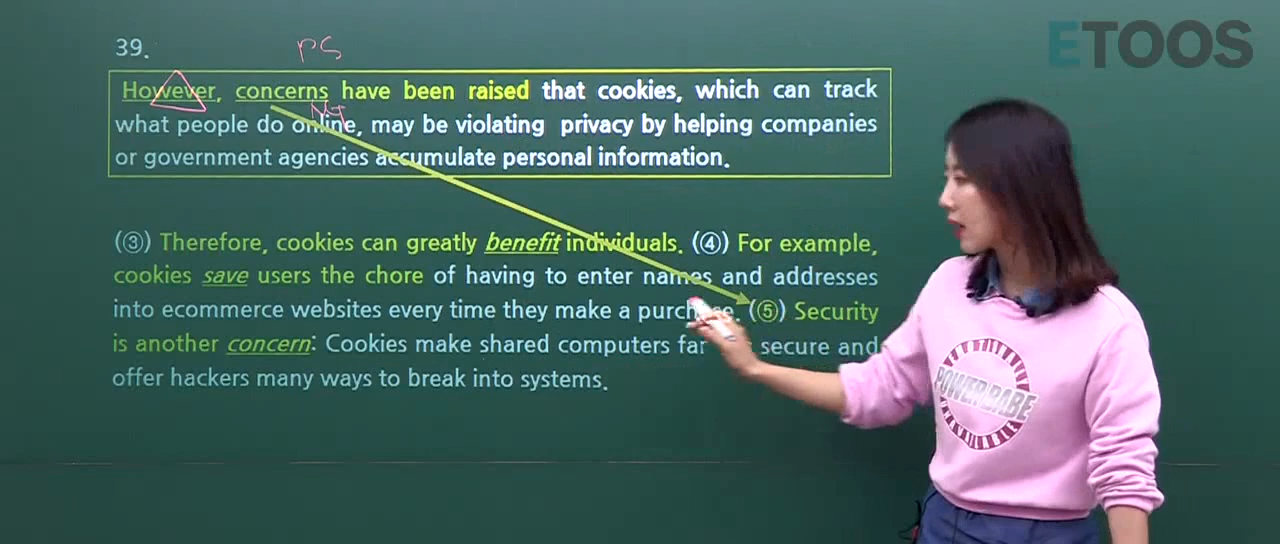 ETOOS
39.
PS
However, concerns have been raised that cookies, which can track
what people do online, may be violating privacy by helping companies
or government agencies accumulate personal information.
(③) Therefore, cookies can greatly benefit individuals. (④) For example,
cookies save users the chore of having to enter names and addresses
into ecommerce websites every time they make a purchase. (⑤) Security
is another concern: Cookies make shared computers far secure and
offer hackers many ways to break into systems.
POWER BABE
UNAVAILABLE